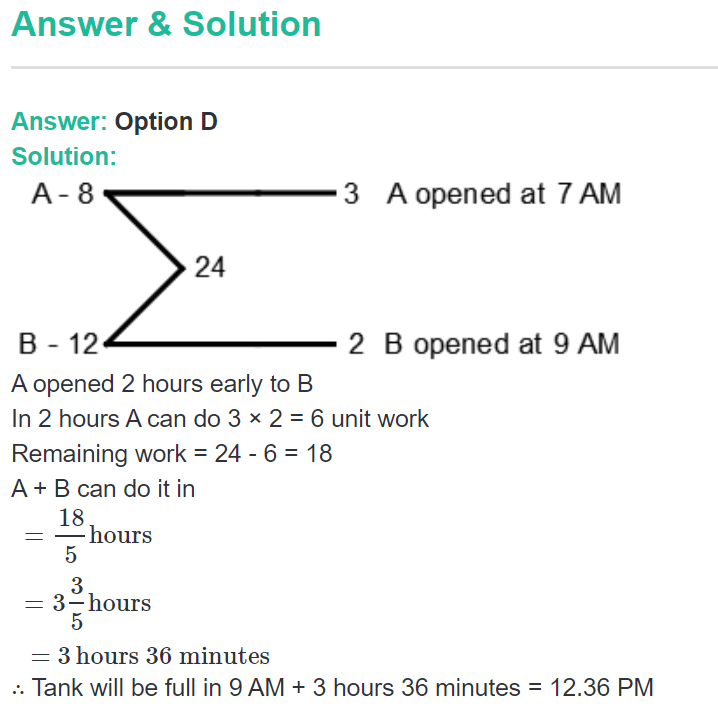 Answer & Solution
Answer: Option D
Solution:
A - 8 3 A opened at 7 AM
24
B - 12 2 B opened at 9 AM
A opened 2 hours early to B
In 2 hours A can do 3 × 2 = 6 unit work
Remaining work = 24 - 6 = 18
A + B can do it in
= 18/5 hours
= 3 3/5 hours
= 3 hours 36 minutes
∴ Tank will be full in 9 AM + 3 hours 36 minutes = 12.36 PM